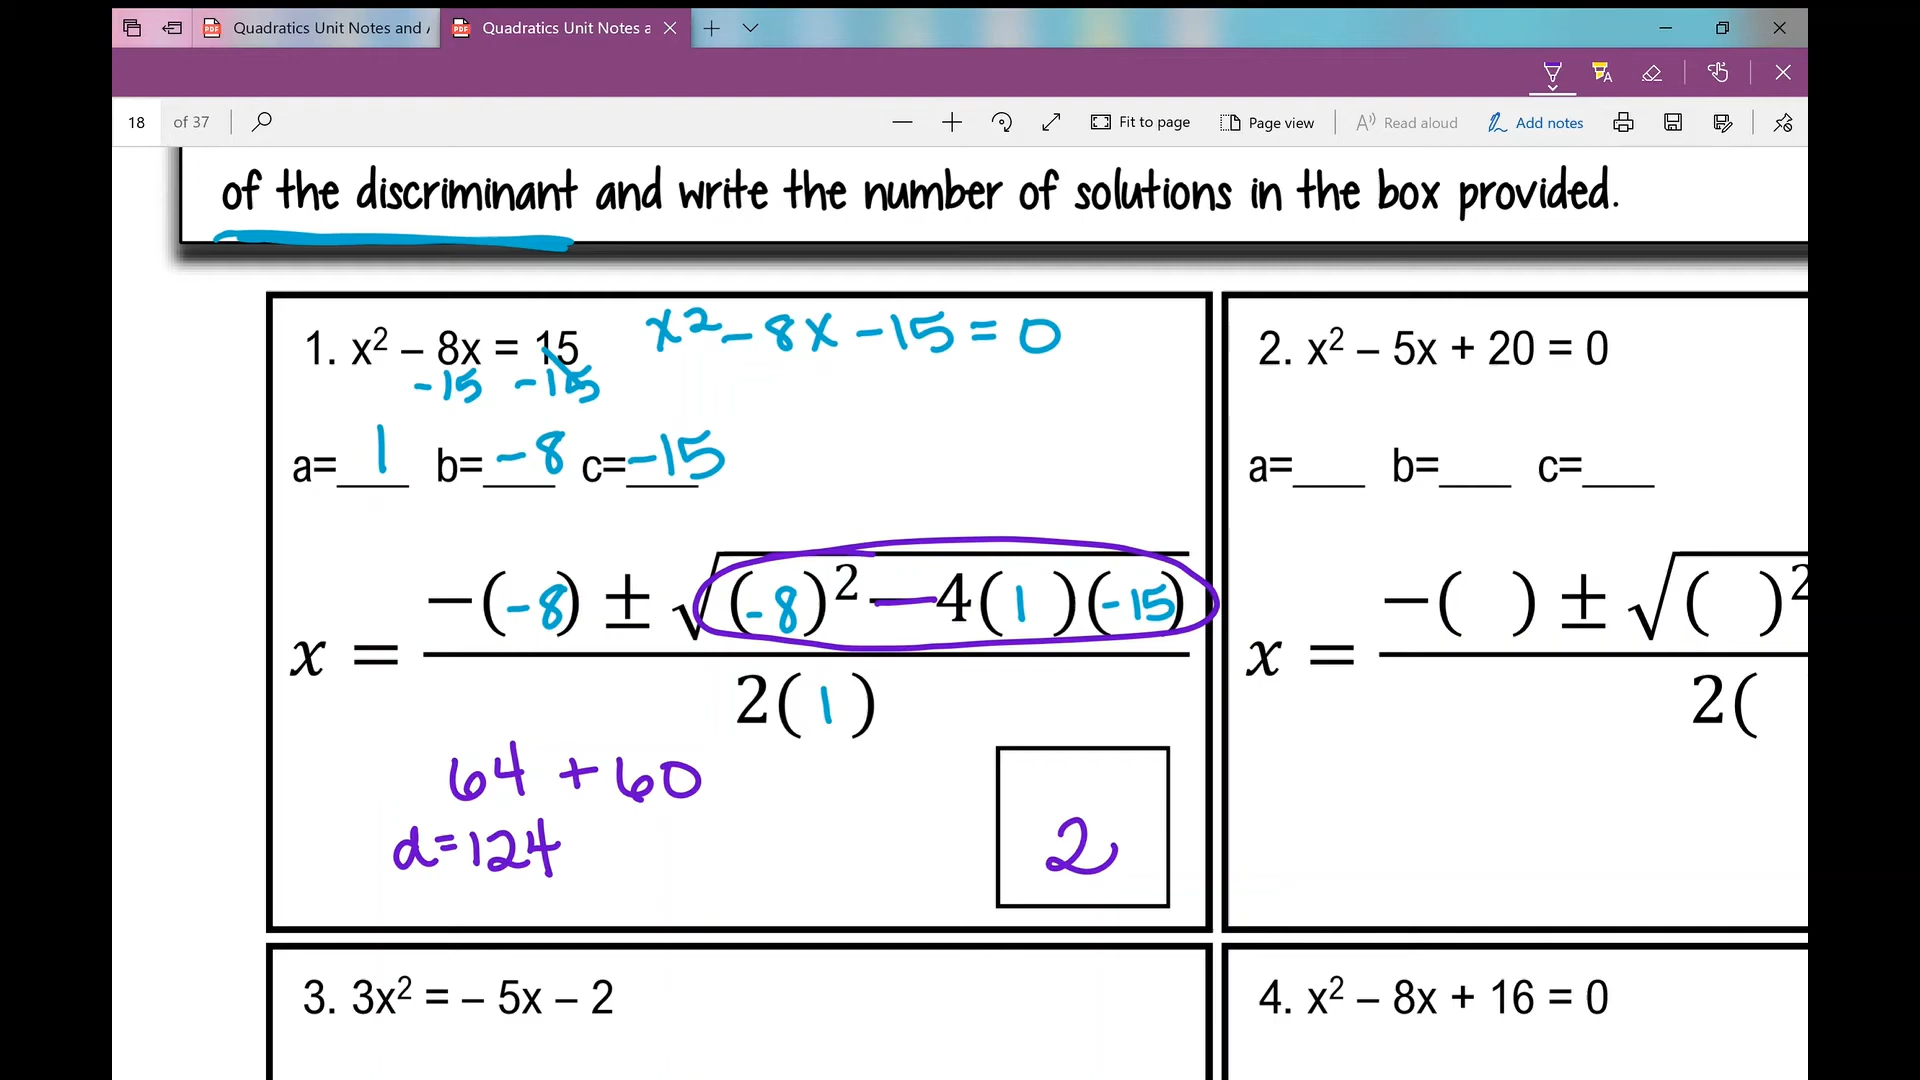 Quadratics Unit Notes and A Quadratics Unit Notes a
18 of 37 Fit to page Page view Read aloud Add notes
of the discriminant and write the number of solutions in the box provided.
1. x² – 8x = 15 x² – 8x – 15 = 0
-15 -15
a= 1 b= -8 c= -15
x = −(-8) ± √(-8)² − 4(1)(-15)
2(1)
64 + 60
d = 124
2
2. x² – 5x + 20 = 0
a=___ b=___ c=___
x = −( ) ± √( )²
2(
3. 3x² = – 5x – 2
4. x² – 8x + 16 = 0